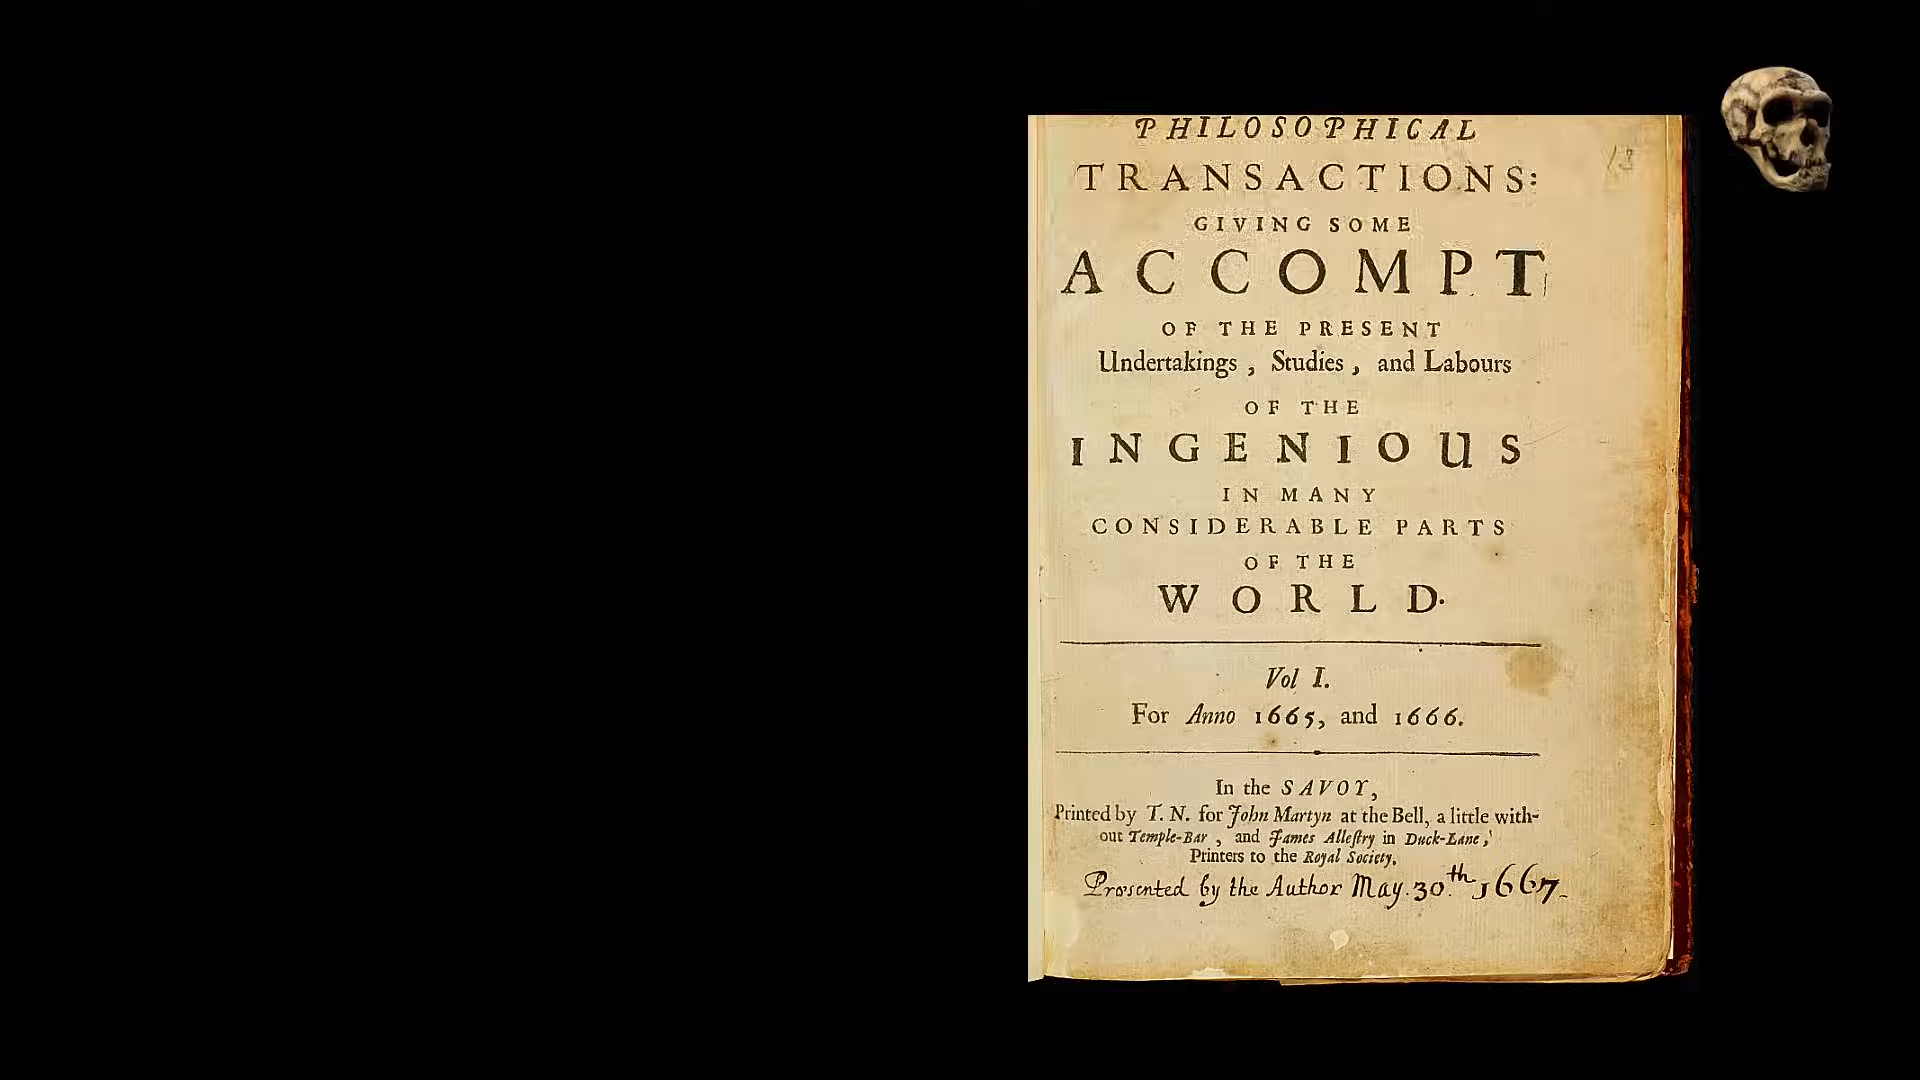 PHILOSOPHICAL
TRANSACTIONS:
GIVING SOME
ACCOMPT
OF THE PRESENT
Undertakings, Studies, and Labours
OF THE
INGENIOUS
IN MANY
CONSIDERABLE PARTS
OF THE
WORLD.
Vol I.
For Anno 1665, and 1666.
In the SAVOY,
Printed by T. N. for John Martyn at the Bell, a little with-
out Temple-Bar, and James Alleſtry in Duck-Lane,
Printers to the Royal Society.
Presented by the Author May. 30th 1667.